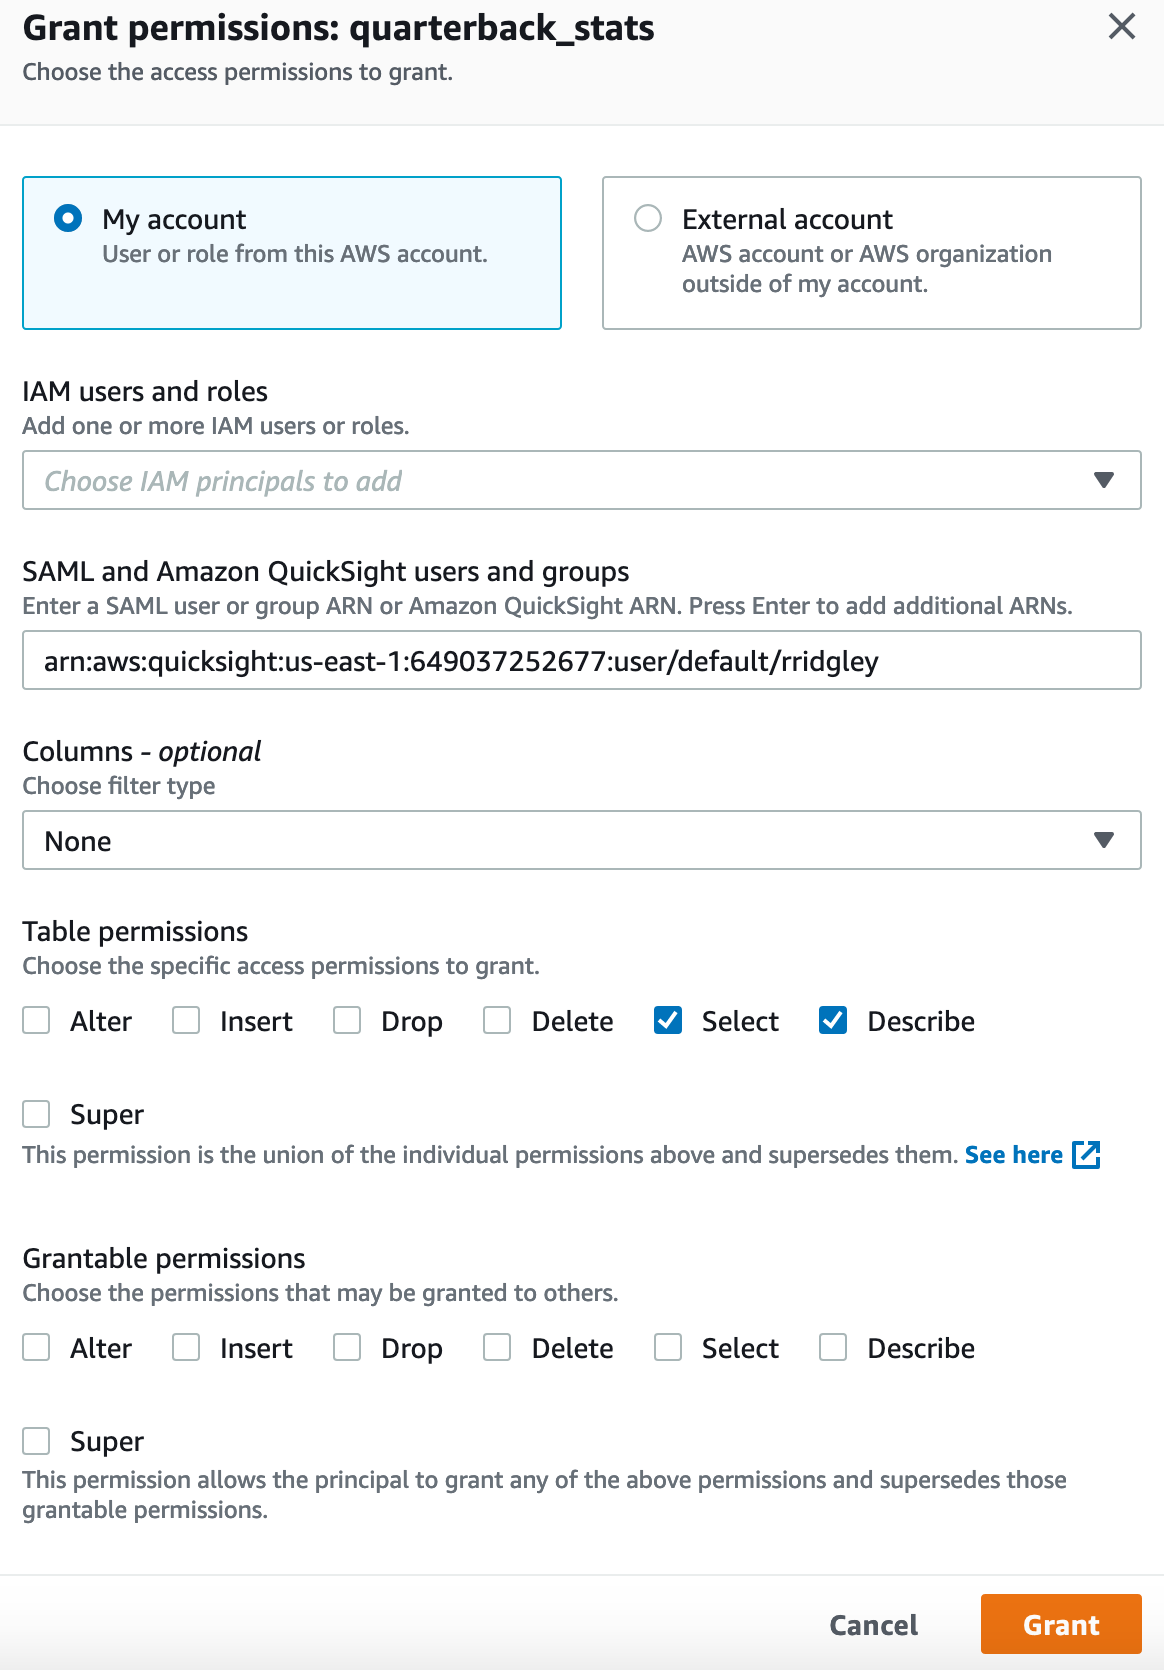 Grant permissions: quarterback_stats
Choose the access permissions to grant.
My account
User or role from this AWS account.
External account
AWS account or AWS organization
outside of my account.
IAM users and roles
Add one or more IAM users or roles.
Choose IAM principals to add
SAML and Amazon QuickSight users and groups
Enter a SAML user or group ARN or Amazon QuickSight ARN. Press Enter to add additional ARNs.
arn:aws:quicksight:us-east-1:649037252677:user/default/rridgley
Columns - optional
Choose filter type
None
Table permissions
Choose the specific access permissions to grant.
Alter Insert Drop Delete Select Describe
Super
This permission is the union of the individual permissions above and supersedes them. See here
Grantable permissions
Choose the permissions that may be granted to others.
Alter Insert Drop Delete Select Describe
Super
This permission allows the principal to grant any of the above permissions and supersedes those
grantable permissions.
Cancel Grant